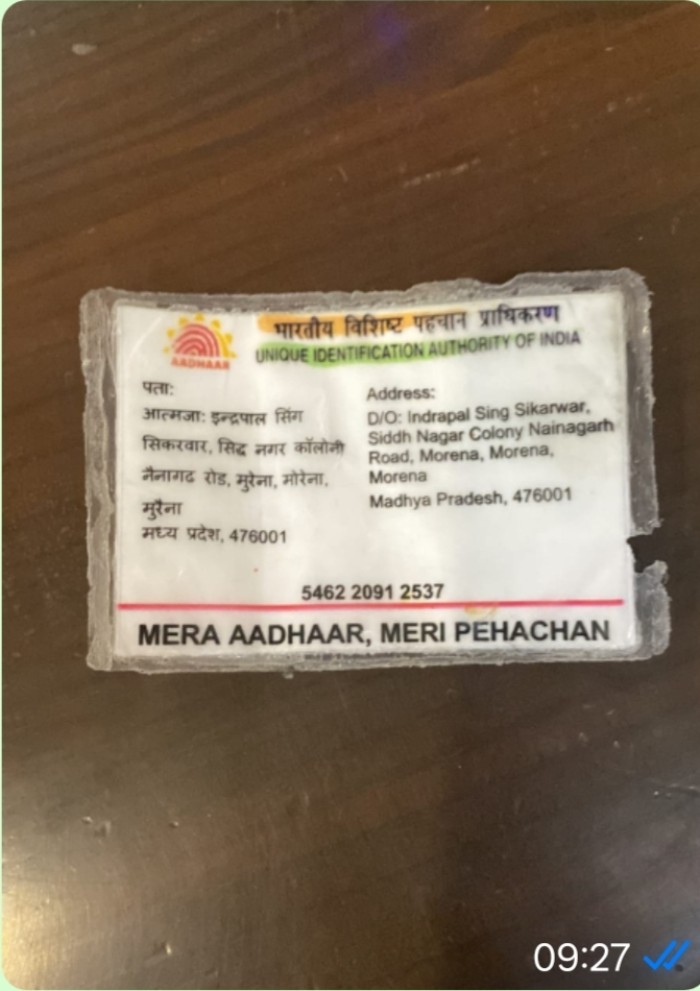 भारतीय विशिष्ट पहचान प्राधिकरण
UNIQUE IDENTIFICATION AUTHORITY OF INDIA
AADHAAR
पता:
आत्मजा: इन्द्रपाल सिंग
सिकरवार, सिद्ध नगर कॉलोनी
नैनागढ रोड, मुरेना, मोरेना,
मुरैना
मध्य प्रदेश, 476001
Address:
D/O: Indrapal Sing Sikarwar,
Siddh Nagar Colony Nainagarh
Road, Morena, Morena,
Morena
Madhya Pradesh, 476001
5462 2091 2537
MERA AADHAAR, MERI PEHACHAN
09:27